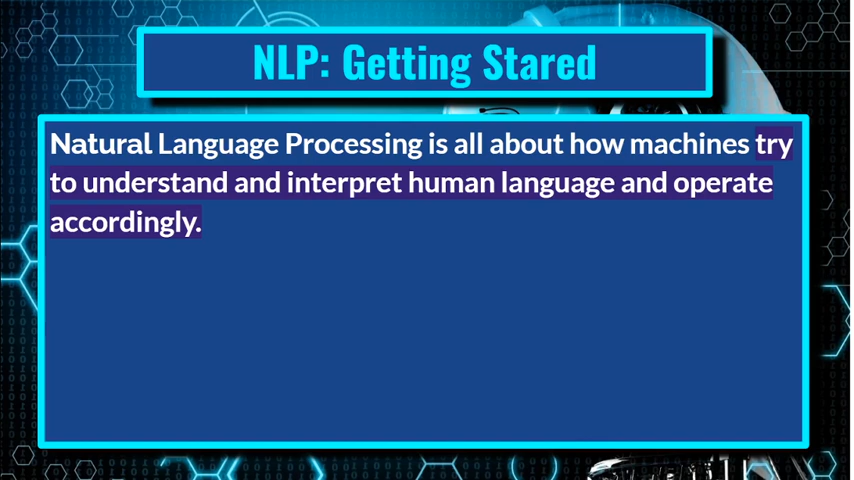 NLP: Getting Stared
Natural Language Processing is all about how machines try
to understand and interpret human language and operate
accordingly.